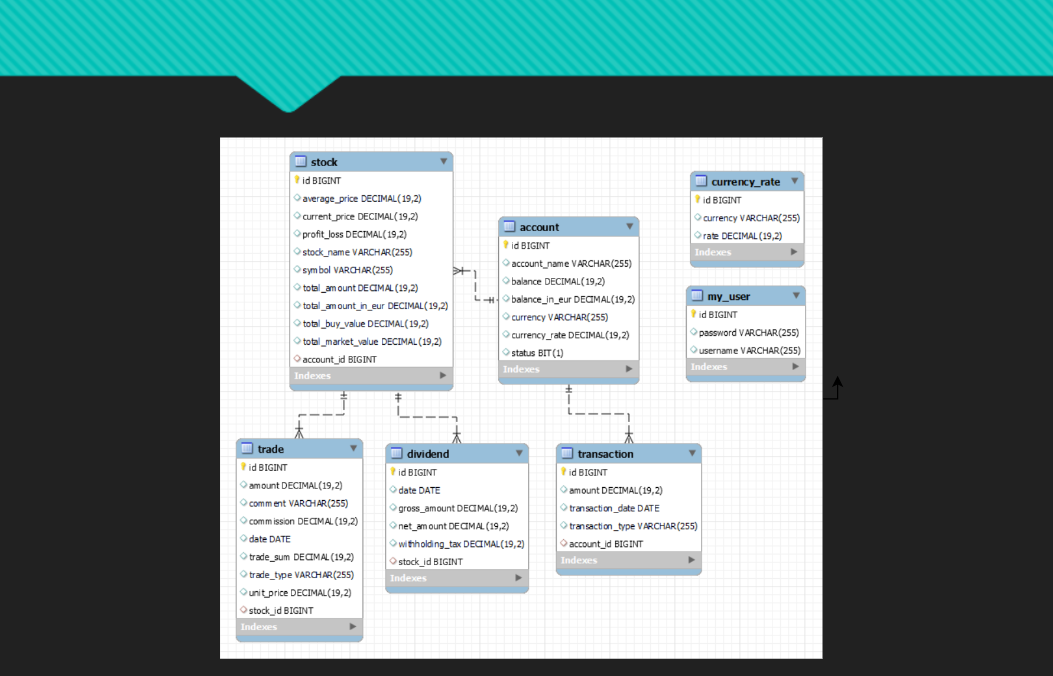 stock
id BIGINT
average_price DECIMAL(19,2)
current_price DECIMAL(19,2)
profit_loss DECIMAL(19,2)
stock_name VARCHAR(255)
symbol VARCHAR(255)
total_amount DECIMAL(19,2)
total_amount_in_eur DECIMAL(19,2)
total_buy_value DECIMAL(19,2)
total_market_value DECIMAL(19,2)
account_id BIGINT
Indexes
account
id BIGINT
account_name VARCHAR(255)
balance DECIMAL(19,2)
balance_in_eur DECIMAL(19,2)
currency VARCHAR(255)
currency_rate DECIMAL(19,2)
status BIT(1)
Indexes
currency_rate
id BIGINT
currency VARCHAR(255)
rate DECIMAL(19,2)
Indexes
my_user
id BIGINT
password VARCHAR(255)
username VARCHAR(255)
Indexes
trade
id BIGINT
amount DECIMAL(19,2)
comment VARCHAR(255)
commission DECIMAL(19,2)
date DATE
trade_sum DECIMAL(19,2)
trade_type VARCHAR(255)
unit_price DECIMAL(19,2)
stock_id BIGINT
Indexes
dividend
id BIGINT
date DATE
gross_amount DECIMAL(19,2)
net_amount DECIMAL(19,2)
withholding_tax DECIMAL(19,2)
stock_id BIGINT
Indexes
transaction
id BIGINT
amount DECIMAL(19,2)
transaction_date DATE
transaction_type VARCHAR(255)
account_id BIGINT
Indexes